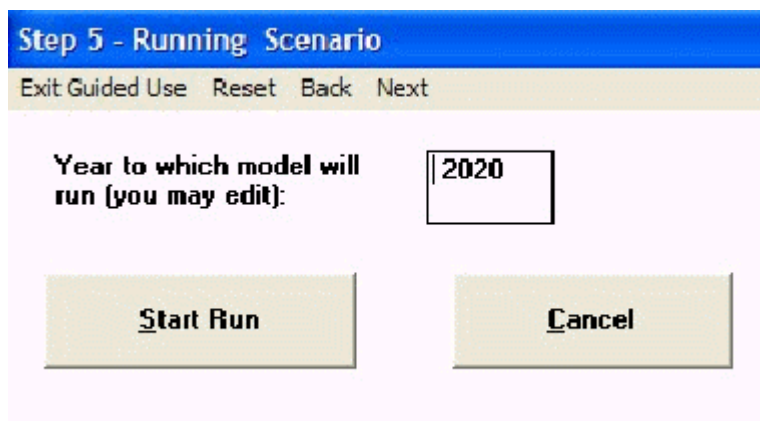 Step 5 - Running Scenario
Exit Guided Use Reset Back Next
Year to which model will
run (you may edit):
2020
Start Run
Cancel